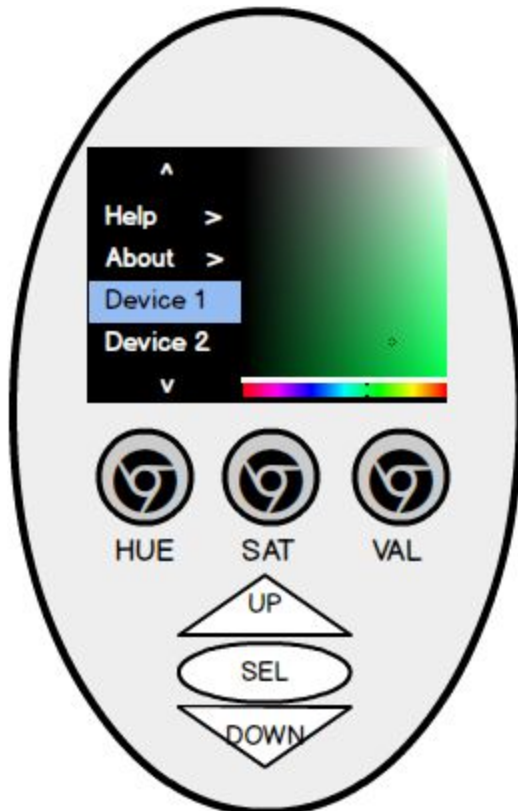 ^
Help >
About >
Device 1
Device 2
v
HUE SAT VAL
UP
SEL
DOWN